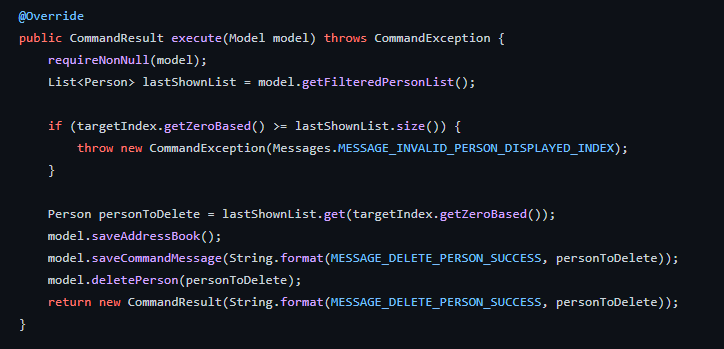 @Override
public CommandResult execute(Model model) throws CommandException {
    requireNonNull(model);
    List<Person> lastShownList = model.getFilteredPersonList();

    if (targetIndex.getZeroBased() >= lastShownList.size()) {
        throw new CommandException(Messages.MESSAGE_INVALID_PERSON_DISPLAYED_INDEX);
    }

    Person personToDelete = lastShownList.get(targetIndex.getZeroBased());
    model.saveAddressBook();
    model.saveCommandMessage(String.format(MESSAGE_DELETE_PERSON_SUCCESS, personToDelete));
    model.deletePerson(personToDelete);
    return new CommandResult(String.format(MESSAGE_DELETE_PERSON_SUCCESS, personToDelete));
}